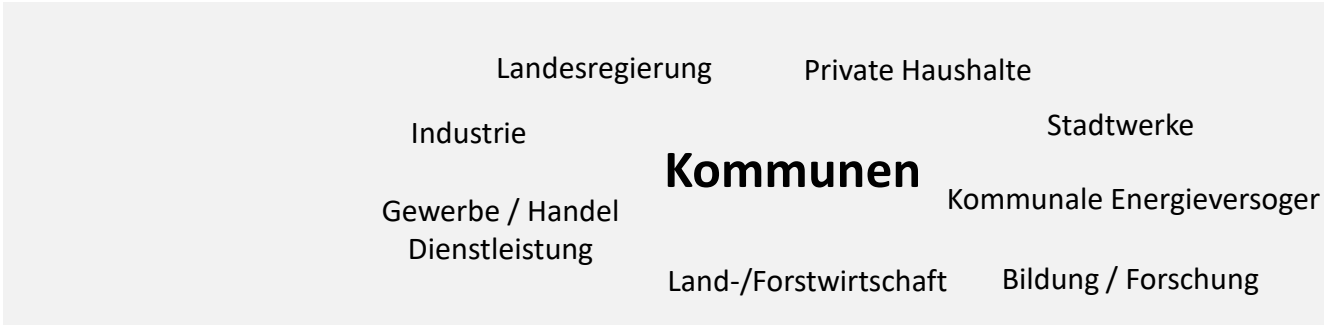 Landesregierung
Private Haushalte
Industrie
Stadtwerke
Kommunen
Kommunale Energieversoger
Gewerbe / Handel
Dienstleistung
Land-/Forstwirtschaft
Bildung / Forschung